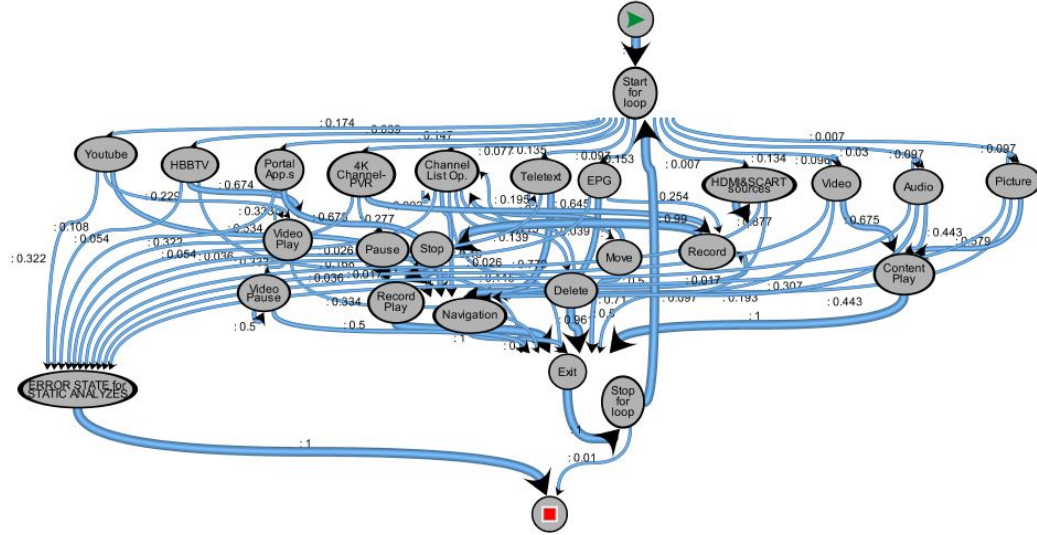 Start
for
loop
: 0.174
: 0.147
: 0.077
: 0.135
: 0.097
: 0.153
: 0.007
: 0.134
: 0.096
: 0.03
: 0.007
: 0.097
: 0.097
Youtube
HBBTV
Portal
App.s
4K
Channel-
PVR
Channel
List Op.
Teletext
EPG
HDMI&SCART
sources
Video
Audio
Picture
: 0.229
: 0.674
: 0.333
: 0.334
: 0.675
: 0.277
: 0.195
: 0.645
: 0.254
: 0.99
: 0.675
: 0.443
: 0.108
: 0.054
: 0.322
: 0.322
: 0.054
: 0.036
: 0.026
: 0.139
: 0.039
: 0.026
Video
Play
Pause
Stop
Move
Record
Content
Play
Video
Pause
Record
Play
Navigation
Delete
: 0.036
: 0.334
: 0.017
: 0.307
: 0.097
: 0.193
: 0.71
: 0.443
: 0.5
: 0.5
: 0.5
: 1
: 0.96
: 1
ERROR STATE for
STATIC ANALYZES
Exit
Stop
for
loop
: 1
: 1
: 0.01